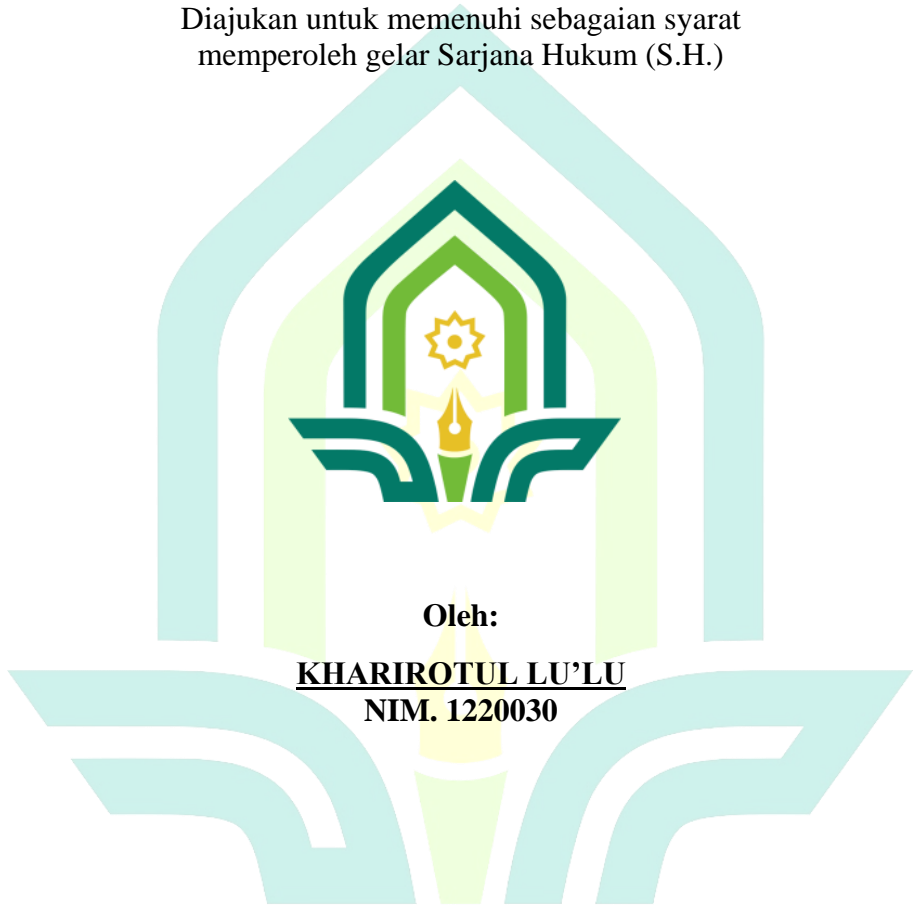 Diajukan untuk memenuhi sebagaian syarat
memperoleh gelar Sarjana Hukum (S.H.)
Oleh:
KHARIROTUL LU’LU
NIM. 1220030